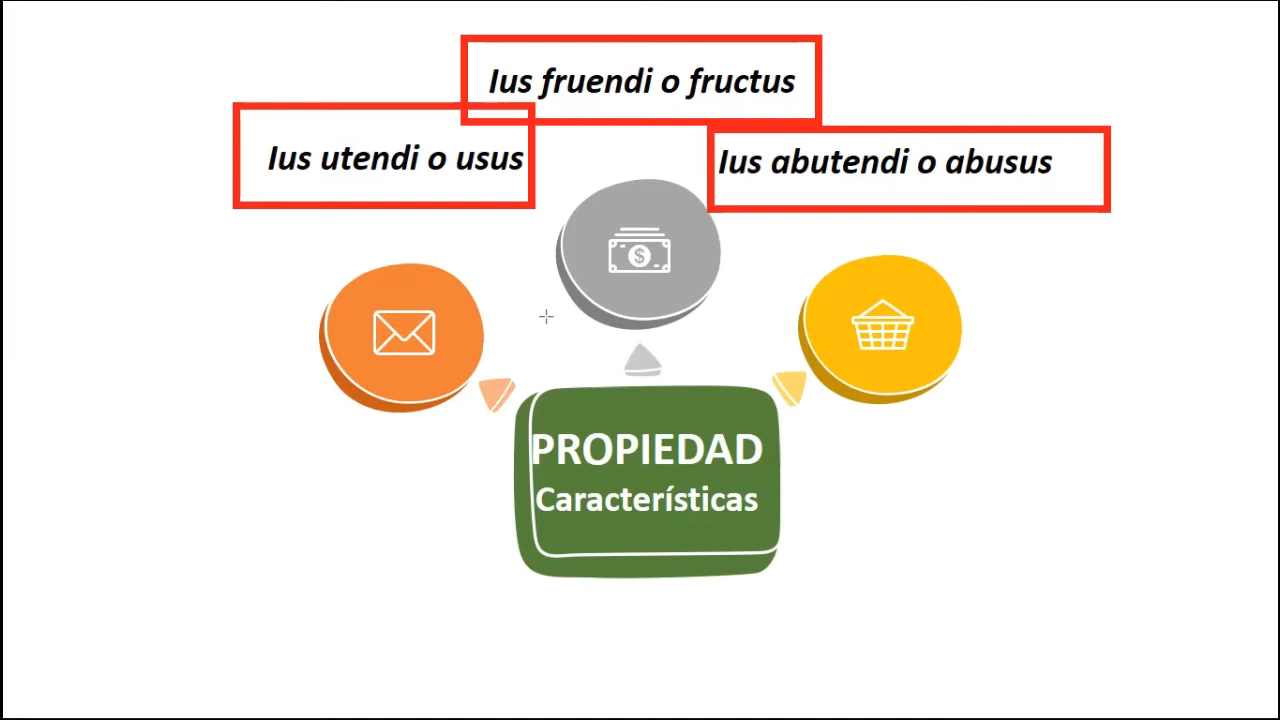 Ius fruendi o fructus
Ius utendi o usus
Ius abutendi o abusus
$
PROPIEDAD
Características